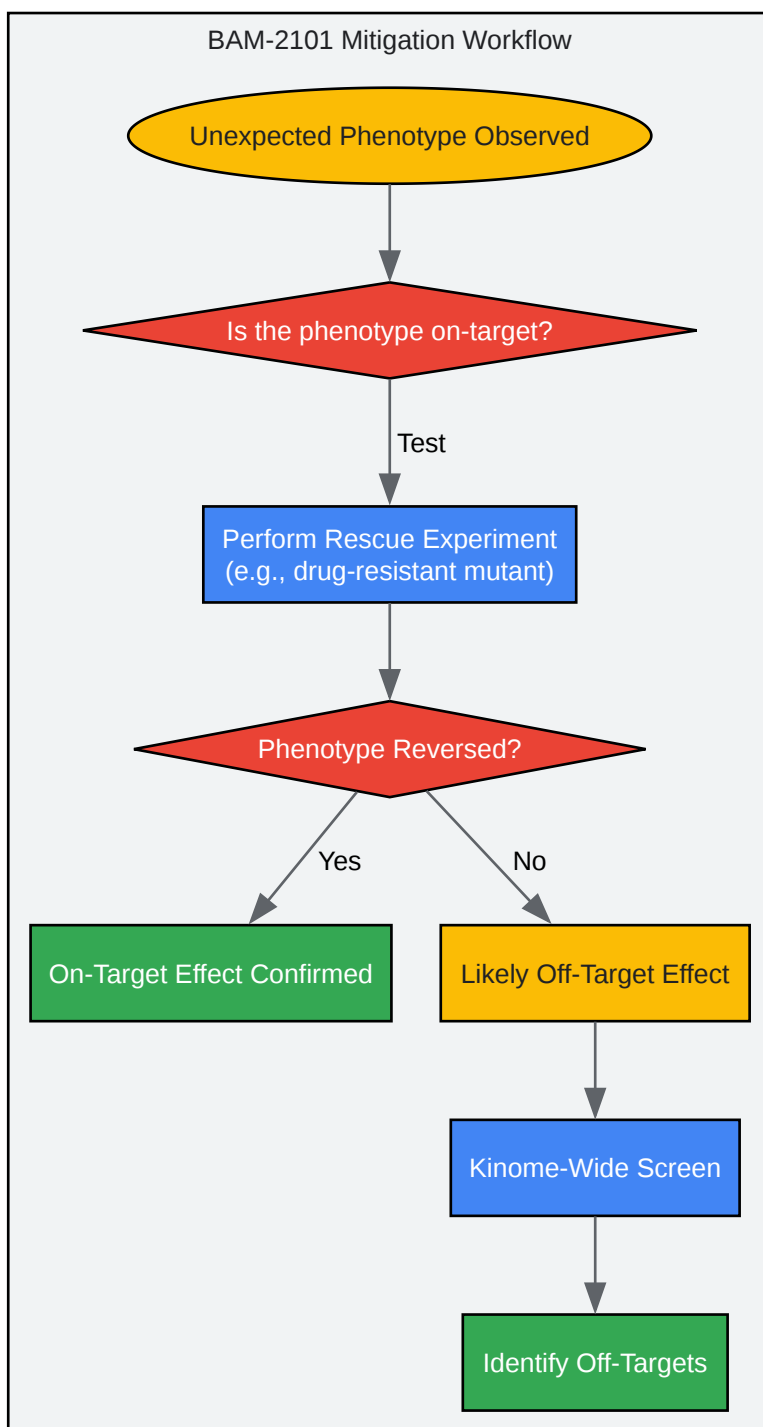 BAM-2101 Mitigation Workflow
Unexpected Phenotype Observed
Is the phenotype on-target?
Test
Perform Rescue Experiment
(e.g., drug-resistant mutant)
Phenotype Reversed?
Yes
No
On-Target Effect Confirmed
Likely Off-Target Effect
Kinome-Wide Screen
Identify Off-Targets